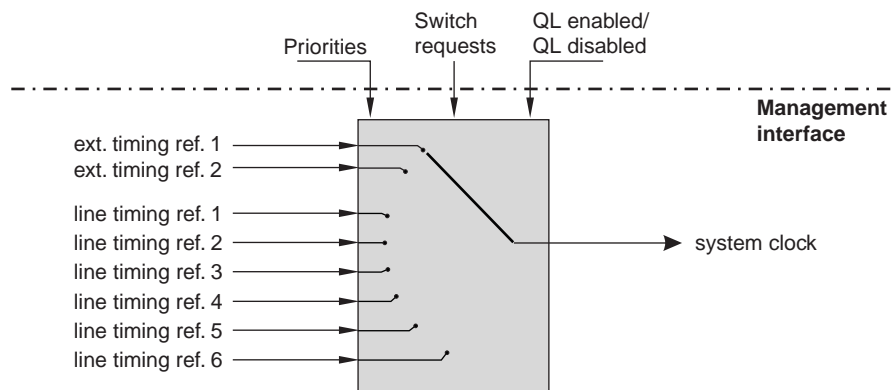 Priorities
Switch
requests
QL enabled/
QL disabled
Management
interface
ext. timing ref. 1
ext. timing ref. 2
line timing ref. 1
line timing ref. 2
line timing ref. 3
line timing ref. 4
line timing ref. 5
line timing ref. 6
system clock